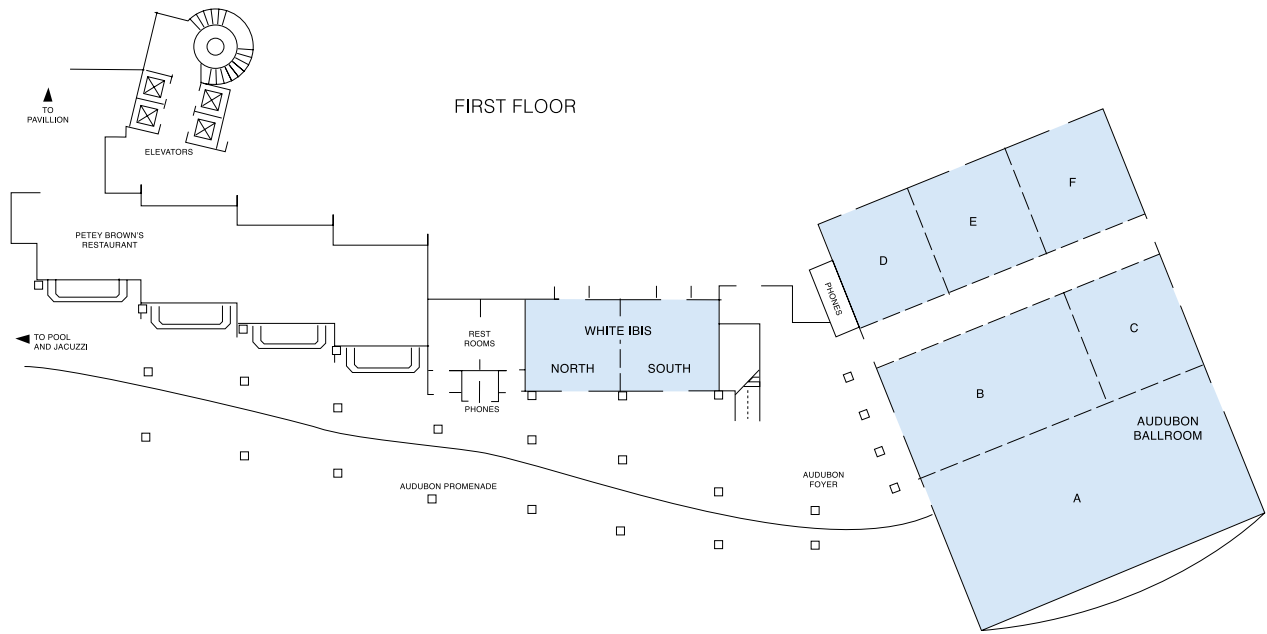 FIRST FLOOR
TO
PAVILLION
ELEVATORS
PETEY BROWN'S
RESTAURANT
TO POOL
AND JACUZZI
REST
ROOMS
PHONES
WHITE IBIS
NORTH
SOUTH
AUDUBON PROMENADE
AUDUBON
FOYER
PHONES
D
E
F
B
C
AUDUBON
BALLROOM
A